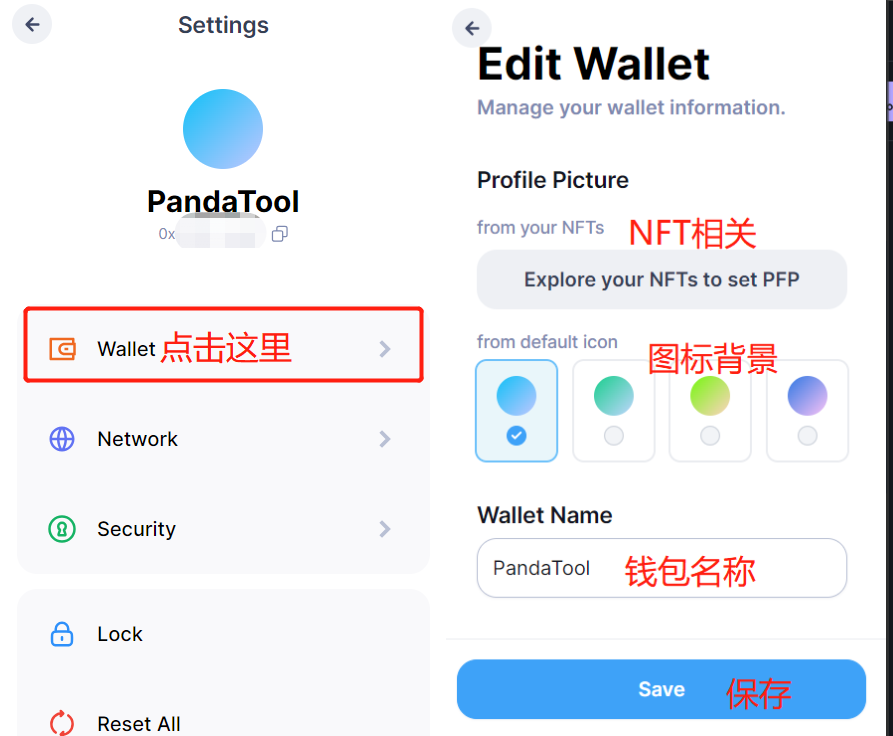 Settings
PandaTool
0x
Wallet 点击这里
Network
Security
Lock
Reset All
Edit Wallet
Manage your wallet information.
Profile Picture
from your NFTs NFT相关
Explore your NFTs to set PFP
from default icon 图标背景
Wallet Name
PandaTool 钱包名称
Save 保存